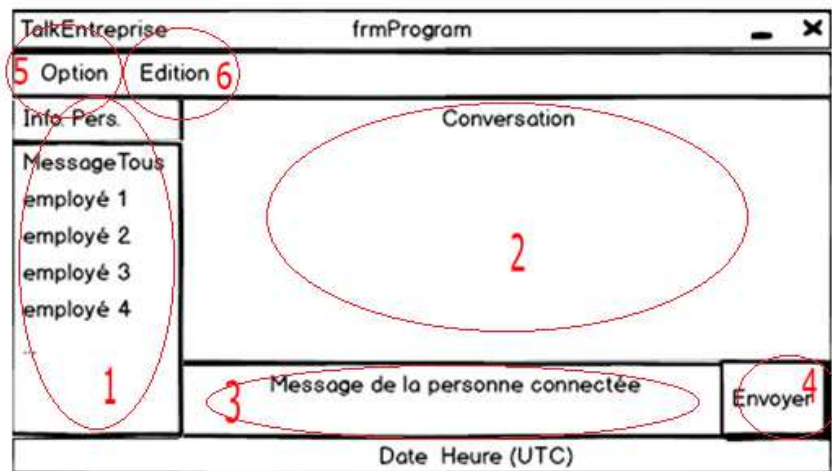 TalkEntreprise frmProgram
5 Option Edition 6
Info. Pers. Conversation
MessageTous
employé 1
employé 2
employé 3
employé 4
...
1
2
3 Message de la personne connectée
Envoyer 4
Date Heure (UTC)